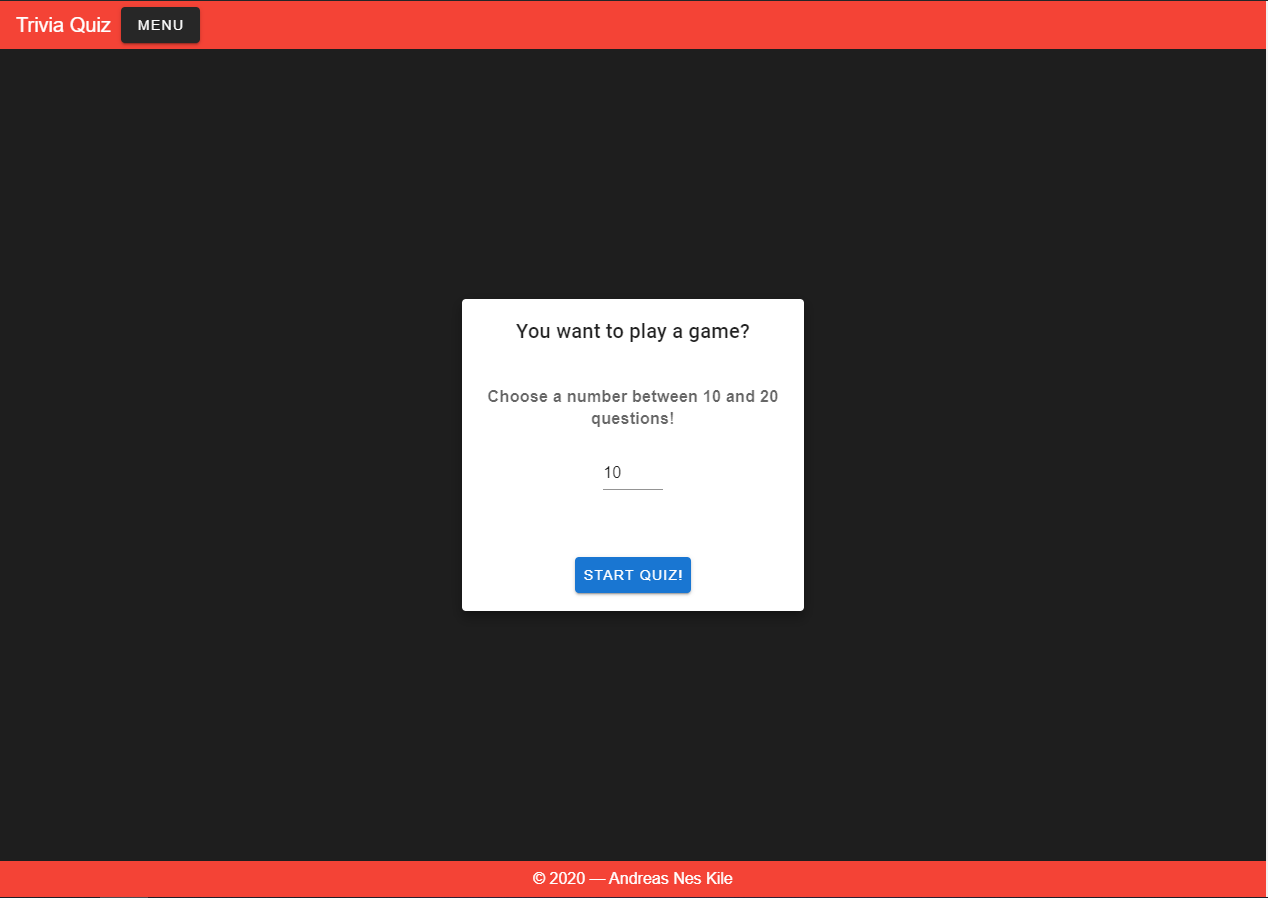 Trivia Quiz MENU
You want to play a game?
Choose a number between 10 and 20
questions!
10
START QUIZ!
© 2020 — Andreas Nes Kile